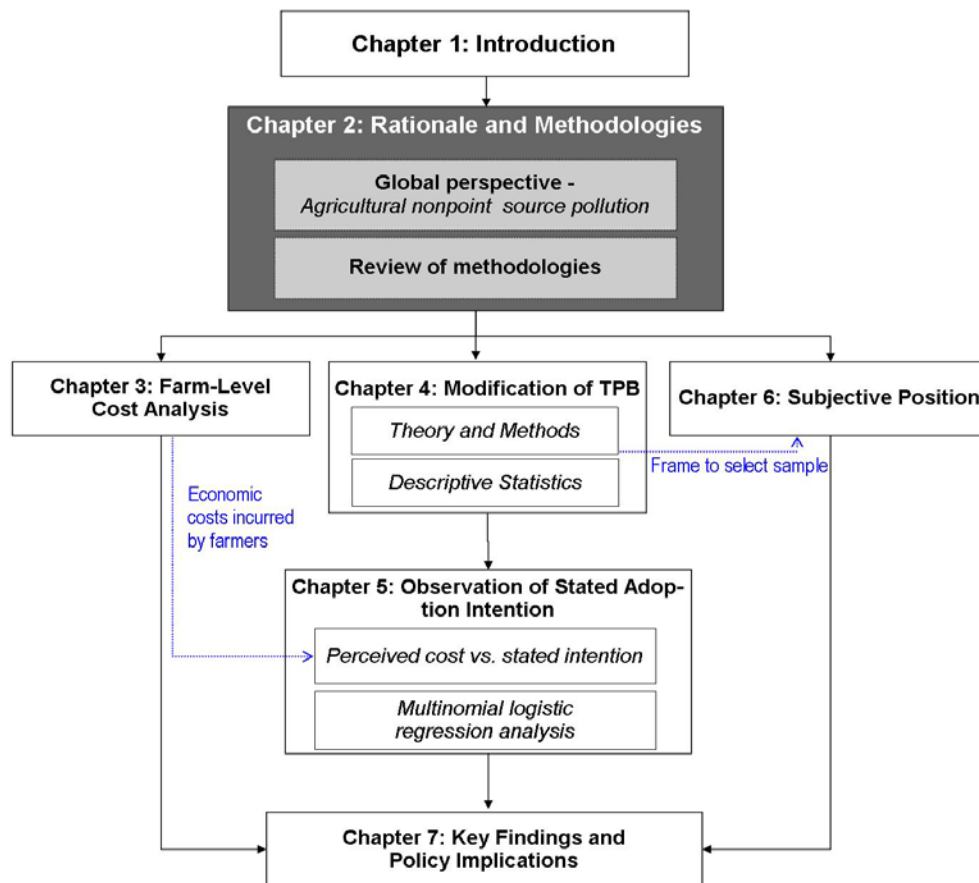 Chapter 1: Introduction
Chapter 2: Rationale and Methodologies
Global perspective -
Agricultural nonpoint source pollution
Review of methodologies
Chapter 3: Farm-Level
Cost Analysis
Chapter 4: Modification of TPB
Theory and Methods
Descriptive Statistics
Chapter 6: Subjective Position
Frame to select sample
Economic
costs incurred
by farmers
Chapter 5: Observation of Stated Adop-
tion Intention
Perceived cost vs. stated intention
Multinomial logistic
regression analysis
Chapter 7: Key Findings and
Policy Implications